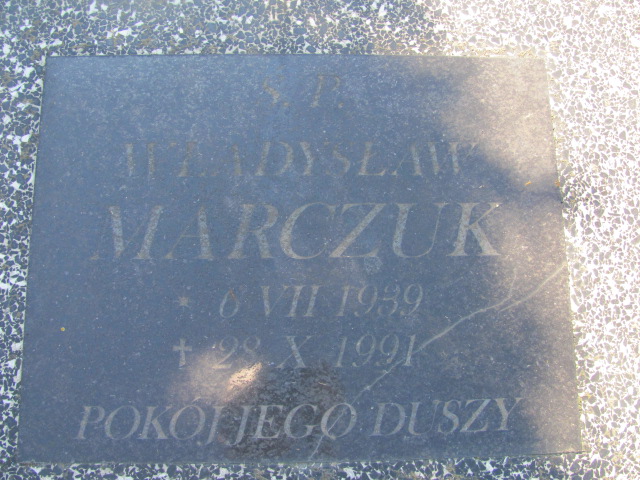 Ś. P.
WŁADYSŁAW
MARCZUK
* 6 VII 1939
✝ 28 X 1991
POKÓJ JEGO DUSZY